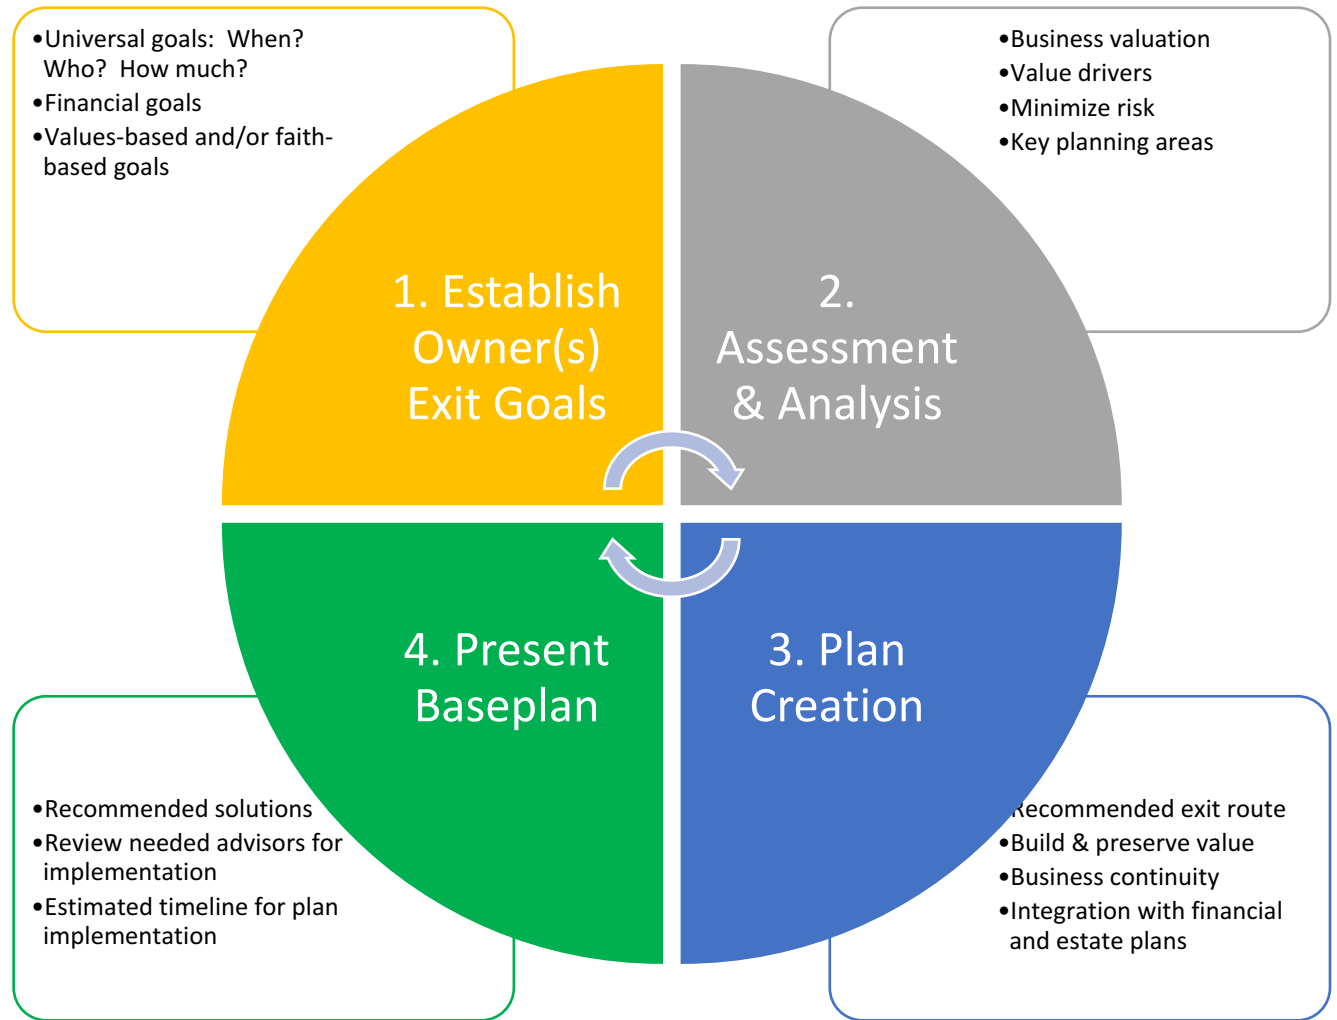 •Universal goals:  When?
Who?  How much?
•Financial goals
•Values-based and/or faith-
based goals
•Business valuation
•Value drivers
•Minimize risk
•Key planning areas
1. Establish
Owner(s)
Exit Goals
2.
Assessment
& Analysis
4. Present
Baseplan
3. Plan
Creation
•Recommended solutions
•Review needed advisors for
implementation
•Estimated timeline for plan
implementation
Recommended exit route
•Build & preserve value
•Business continuity
•Integration with financial
and estate plans